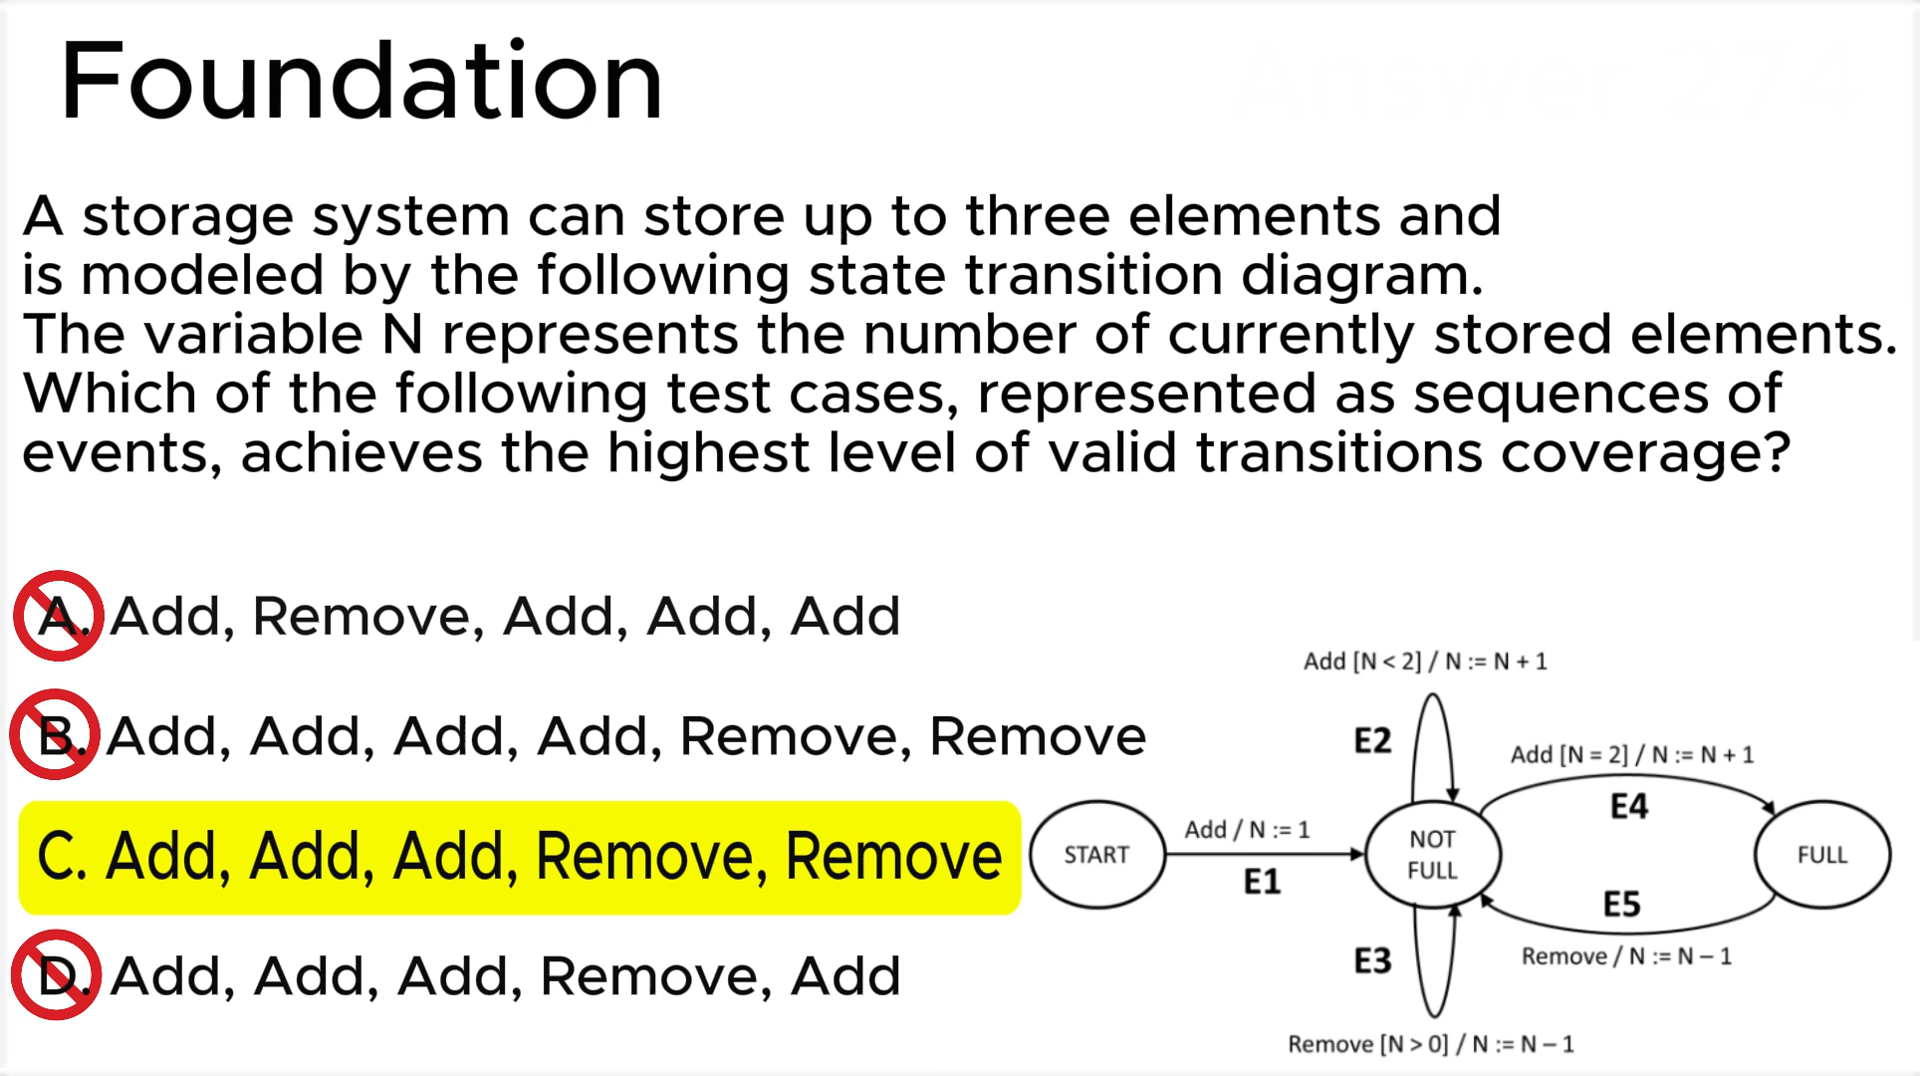 Foundation
A storage system can store up to three elements and
is modeled by the following state transition diagram.
The variable N represents the number of currently stored elements.
Which of the following test cases, represented as sequences of
events, achieves the highest level of valid transitions coverage?
A. Add, Remove, Add, Add, Add
B. Add, Add, Add, Add, Remove, Remove
C. Add, Add, Add, Remove, Remove
D. Add, Add, Add, Remove, Add
Add [N < 2] / N := N + 1
E2
Add [N = 2] / N := N + 1
E4
START
Add / N := 1
E1
NOT
FULL
FULL
E5
Remove / N := N – 1
E3
Remove [N > 0] / N := N – 1